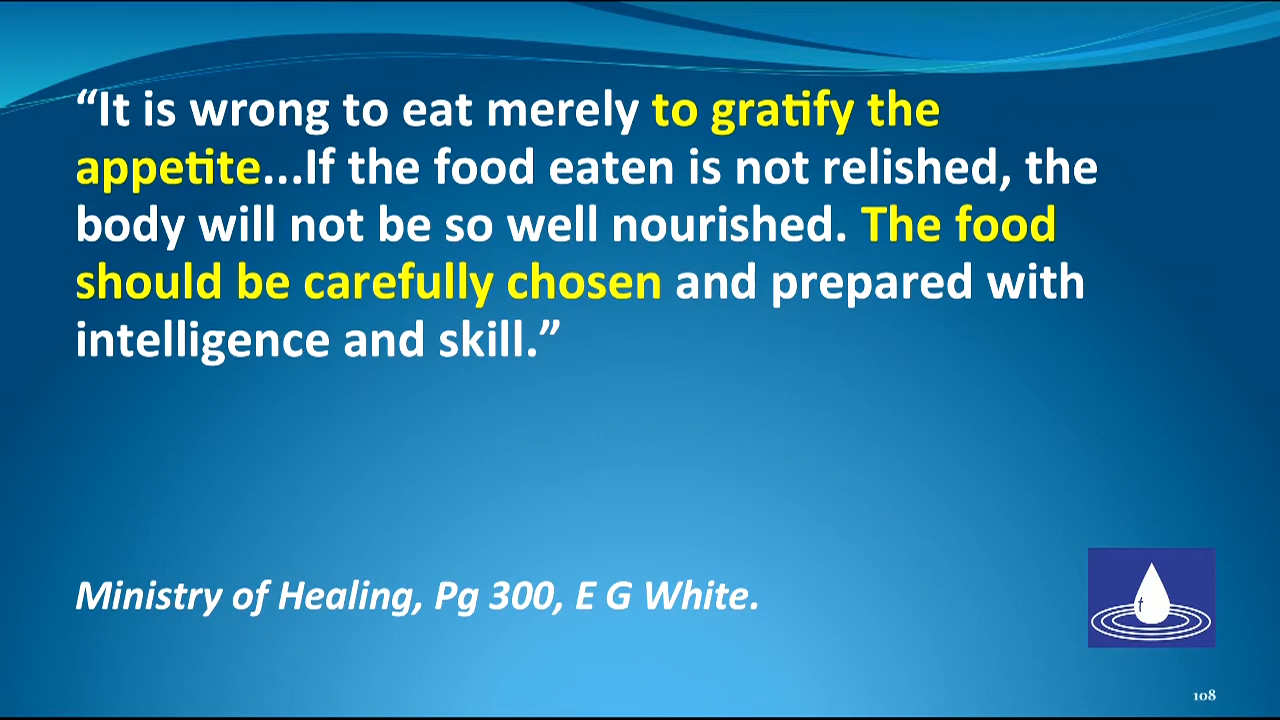 “It is wrong to eat merely to gratify the
appetite...If the food eaten is not relished, the
body will not be so well nourished. The food
should be carefully chosen and prepared with
intelligence and skill.”
Ministry of Healing, Pg 300, E G White.
t
108